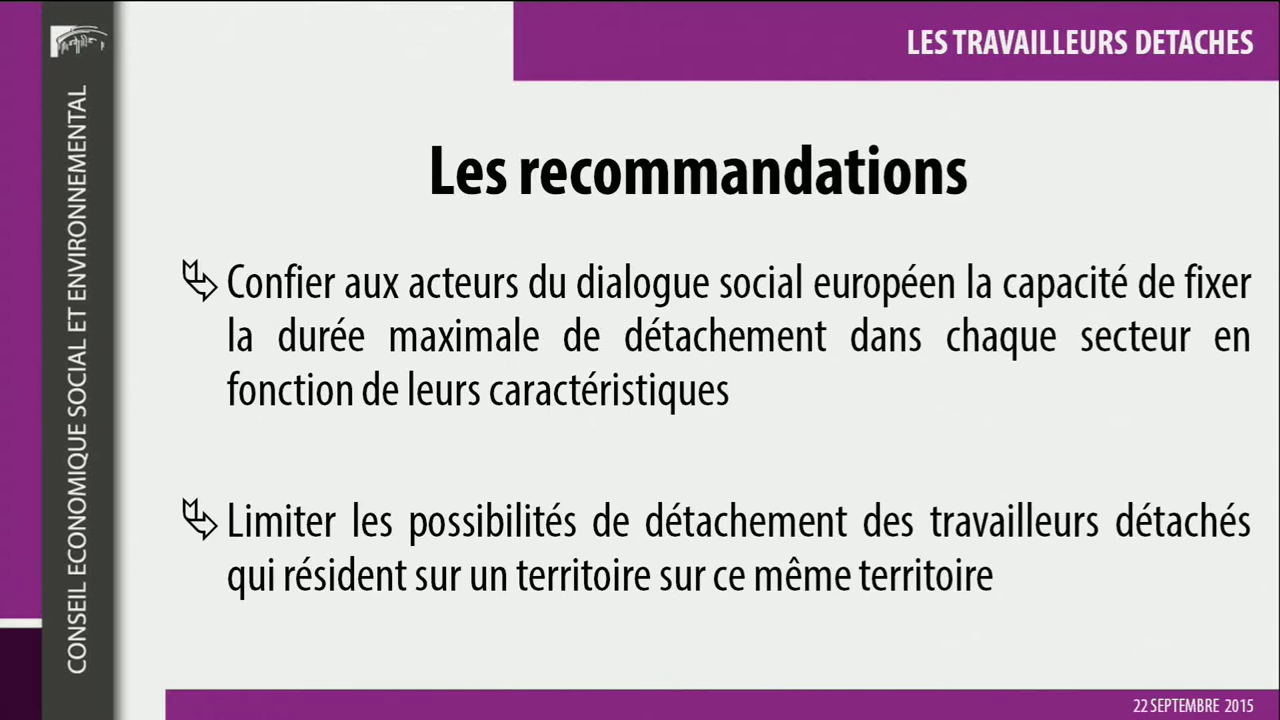 LES TRAVAILLEURS DETACHES
CONSEIL ECONOMIQUE SOCIAL ET ENVIRONNEMENTAL
Les recommandations
Confier aux acteurs du dialogue social européen la capacité de fixer
la durée maximale de détachement dans chaque secteur en
fonction de leurs caractéristiques
Limiter les possibilités de détachement des travailleurs détachés
qui résident sur un territoire sur ce même territoire
22 SEPTEMBRE 2015